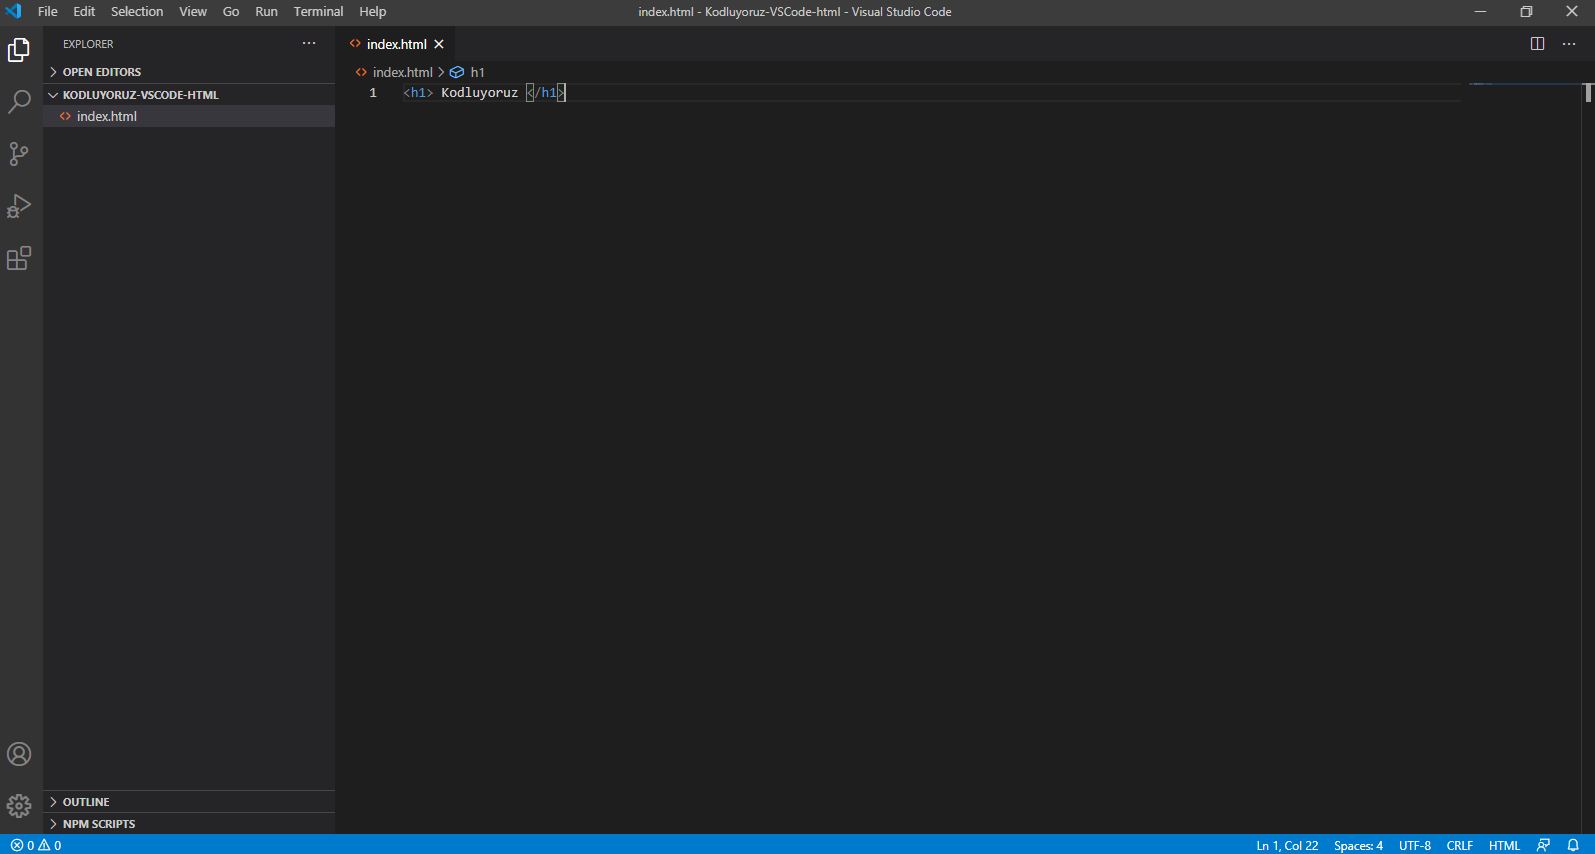 File Edit Selection View Go Run Terminal Help
index.html - Kodluyoruz-VSCode-html - Visual Studio Code
EXPLORER
index.html
OPEN EDITORS
index.html > h1
KODLUYORUZ-VSCODE-HTML
1 <h1> Kodluyoruz </h1>
index.html
OUTLINE
NPM SCRIPTS
0 0
Ln 1, Col 22 Spaces: 4 UTF-8 CRLF HTML